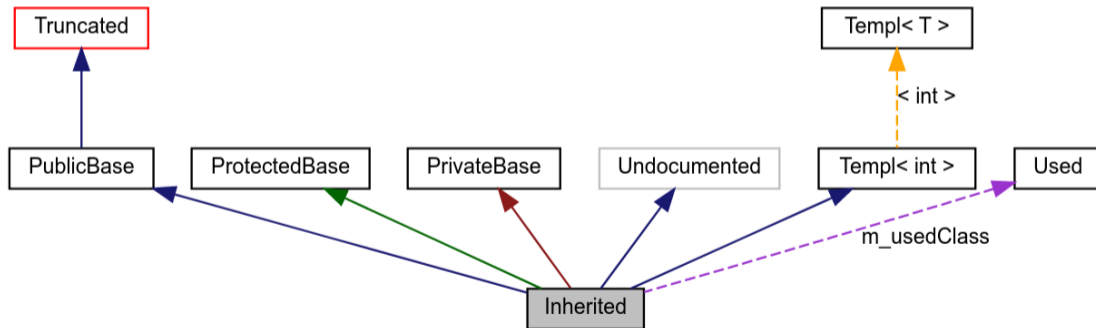 Truncated
Templ< T >
< int >
PublicBase
ProtectedBase
PrivateBase
Undocumented
Templ< int >
Used
m_usedClass
Inherited